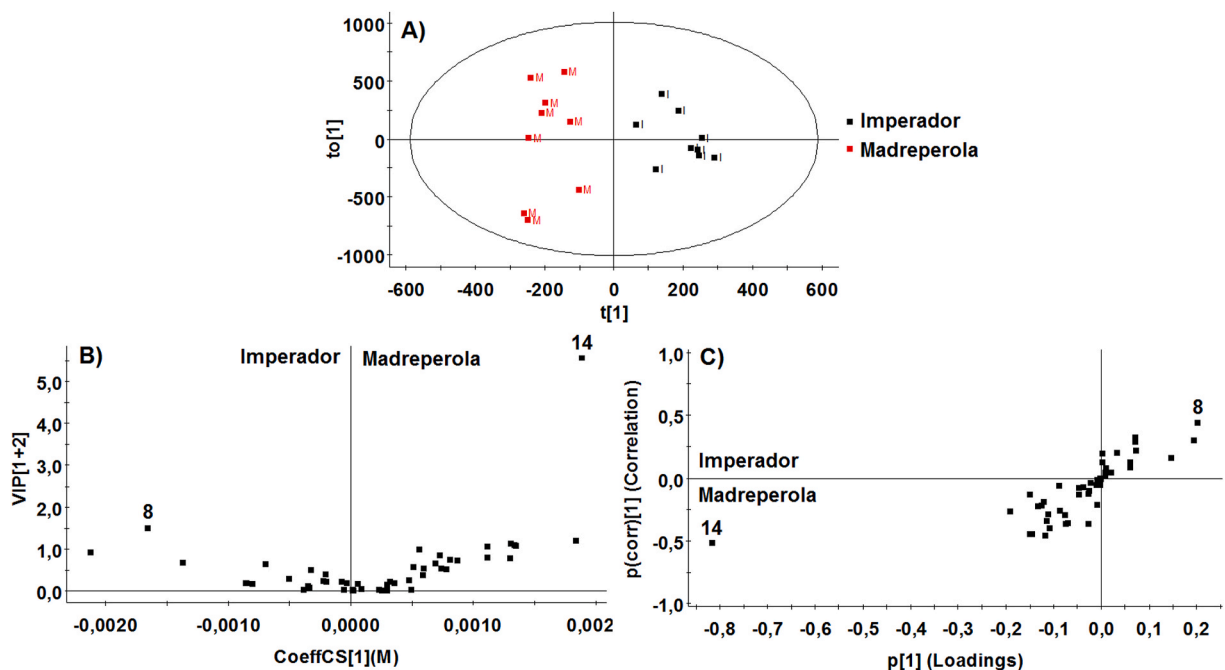 A)
1000
500
0
-500
-1000
to[1]
M M
M
M M
M
M
M
M
I
I
I
I
I
I
I
I
I
-600 -400 -200 0 200 400 600
t[1]
Imperador
Madreperola
B) Imperador Madreperola 14
5,0
4,0
3,0
2,0
1,0
0,0
8
VIP[1+2]
-0,0020 -0,0010 0,0000 0,0010 0,002
CoeffCS[1](M)
C)
1,0
0,5
0,0
-0,5
-1,0
8
Imperador
Madreperola
14
p(corr)[1] (Correlation)
-0,8 -0,7 -0,6 -0,5 -0,4 -0,3 -0,2 -0,1 0,0 0,1 0,2
p[1] (Loadings)